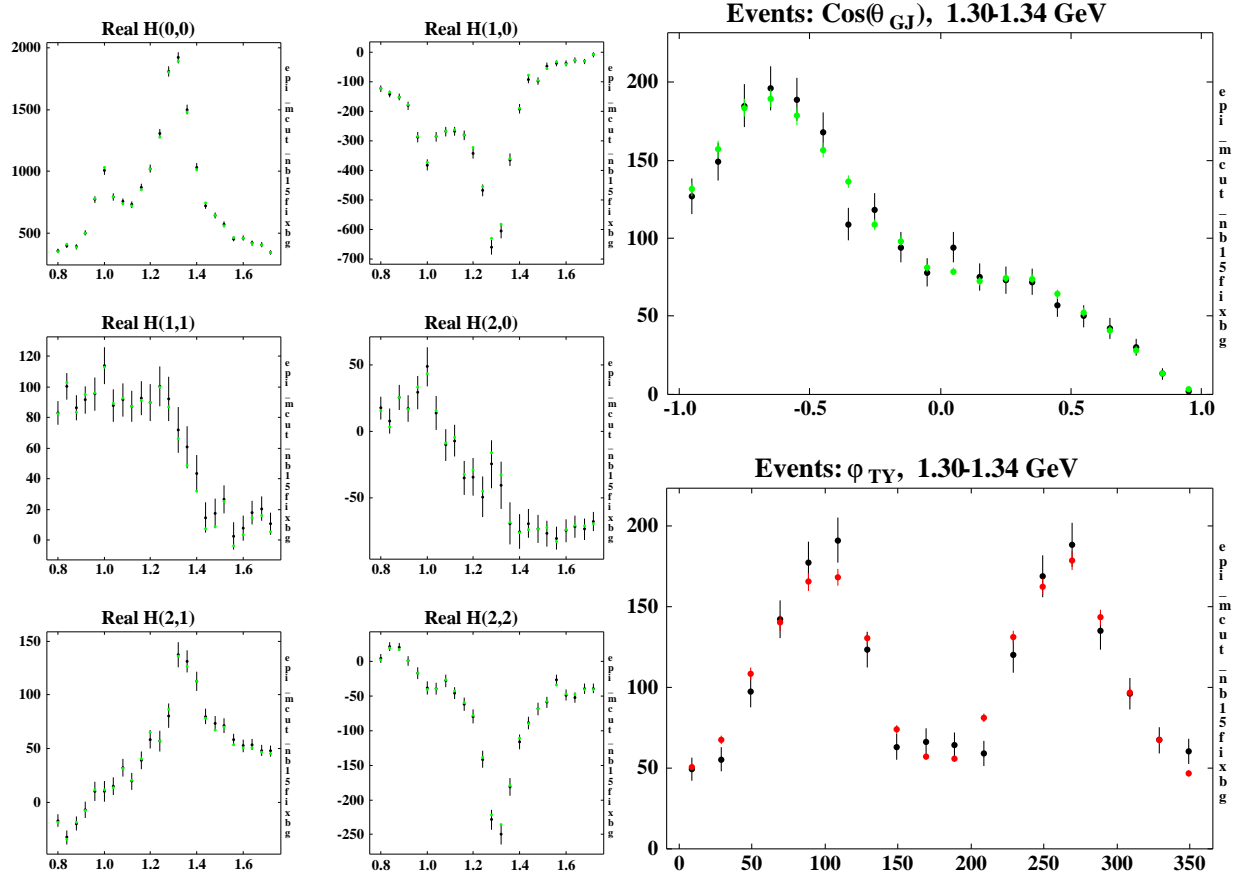 Real H(0,0)
2000
1500
1000
500
0.8 1.0 1.2 1.4 1.6
epi_mcut_nb15fixbg
Real H(1,0)
0
-100
-200
-300
-400
-500
-600
-700
0.8 1.0 1.2 1.4 1.6
epi_mcut_nb15fixbg
Real H(1,1)
120
100
80
60
40
20
0
0.8 1.0 1.2 1.4 1.6
epi_mcut_nb15fixbg
Real H(2,0)
50
0
-50
0.8 1.0 1.2 1.4 1.6
epi_mcut_nb15fixbg
Real H(2,1)
150
100
50
0
0.8 1.0 1.2 1.4 1.6
epi_mcut_nb15fixbg
Real H(2,2)
50
0
-50
-100
-150
-200
-250
0.8 1.0 1.2 1.4 1.6
epi_mcut_nb15fixbg
Events: Cos(θ GJ), 1.30-1.34 GeV
200
150
100
50
0
-1.0 -0.5 0.0 0.5 1.0
epi_mcut_nb15fixbg
Events: φ TY, 1.30-1.34 GeV
200
150
100
50
0
0 50 100 150 200 250 300 350
epi_mcut_nb15fixbg